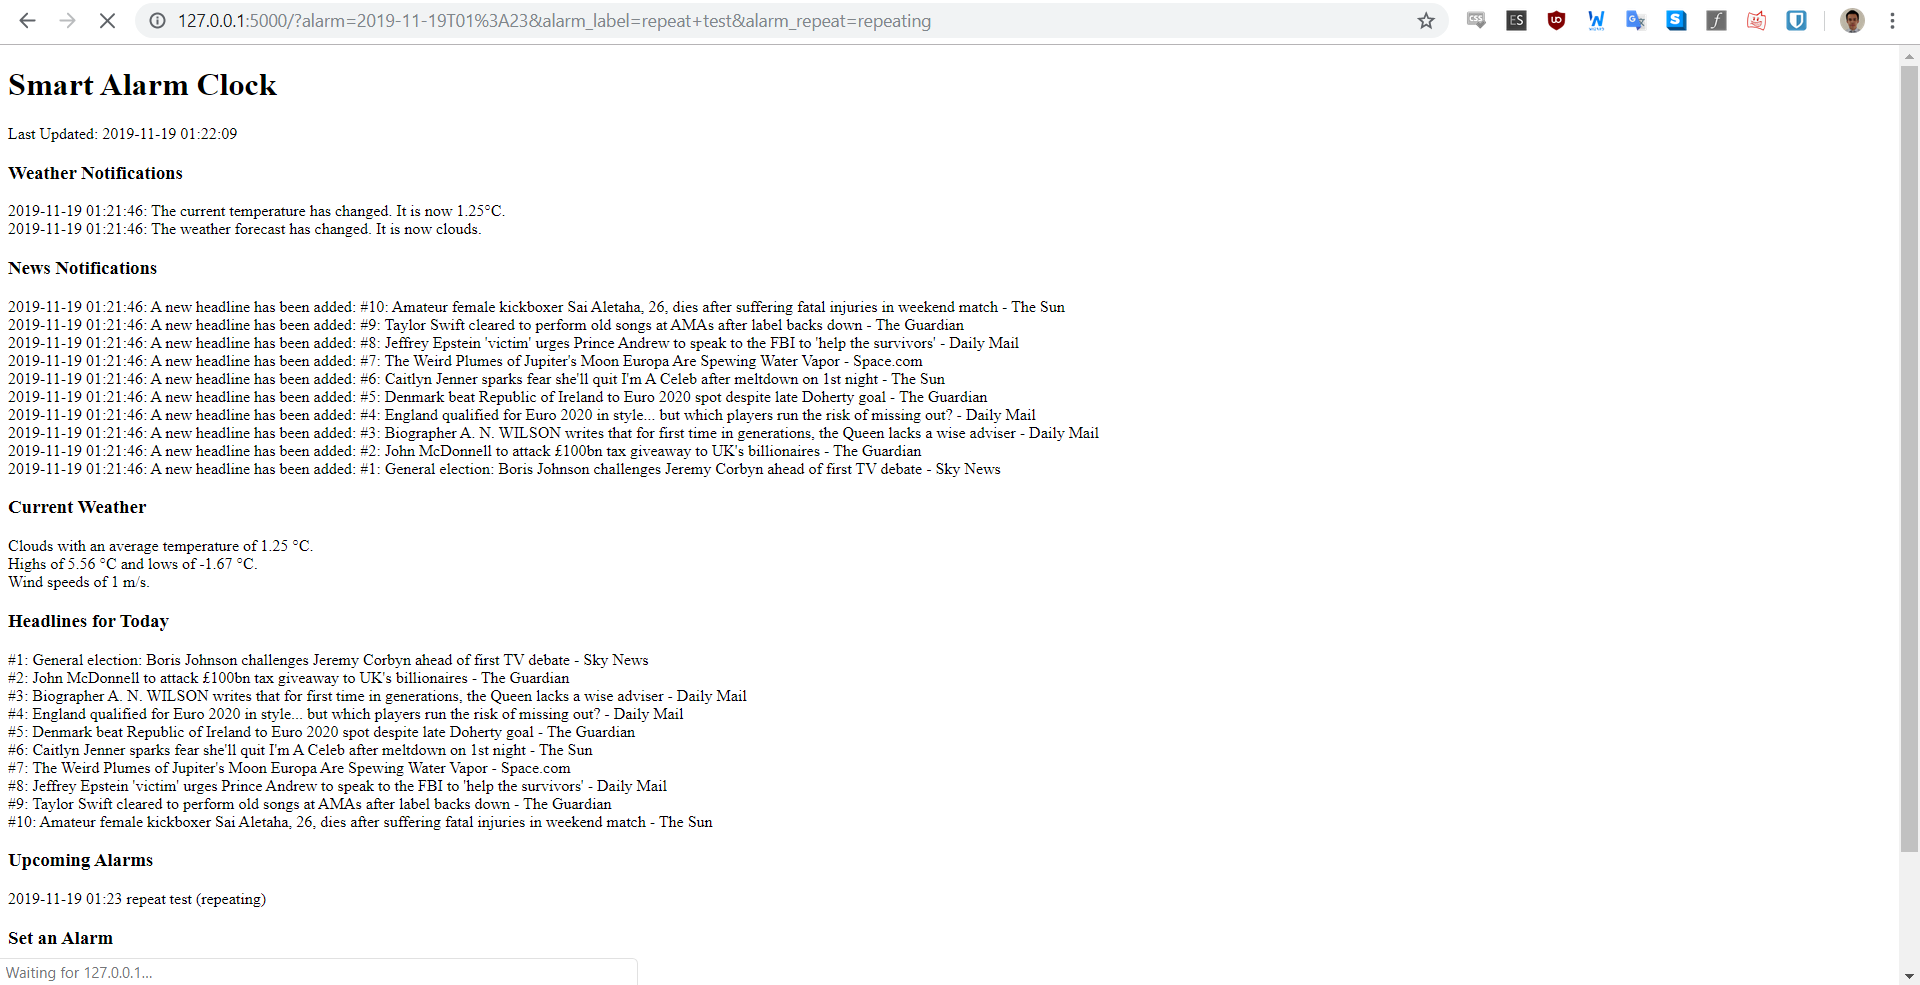 127.0.0.1:5000/?alarm=2019-11-19T01%3A23&alarm_label=repeat+test&alarm_repeat=repeating
Smart Alarm Clock
Last Updated: 2019-11-19 01:22:09
Weather Notifications
2019-11-19 01:21:46: The current temperature has changed. It is now 1.25°C.
2019-11-19 01:21:46: The weather forecast has changed. It is now clouds.
News Notifications
2019-11-19 01:21:46: A new headline has been added: #10: Amateur female kickboxer Sai Aletaha, 26, dies after suffering fatal injuries in weekend match - The Sun
2019-11-19 01:21:46: A new headline has been added: #9: Taylor Swift cleared to perform old songs at AMAs after label backs down - The Guardian
2019-11-19 01:21:46: A new headline has been added: #8: Jeffrey Epstein 'victim' urges Prince Andrew to speak to the FBI to 'help the survivors' - Daily Mail
2019-11-19 01:21:46: A new headline has been added: #7: The Weird Plumes of Jupiter's Moon Europa Are Spewing Water Vapor - Space.com
2019-11-19 01:21:46: A new headline has been added: #6: Caitlyn Jenner sparks fear she'll quit I'm A Celeb after meltdown on 1st night - The Sun
2019-11-19 01:21:46: A new headline has been added: #5: Denmark beat Republic of Ireland to Euro 2020 spot despite late Doherty goal - The Guardian
2019-11-19 01:21:46: A new headline has been added: #4: England qualified for Euro 2020 in style... but which players run the risk of missing out? - Daily Mail
2019-11-19 01:21:46: A new headline has been added: #3: Biographer A. N. WILSON writes that for first time in generations, the Queen lacks a wise adviser - Daily Mail
2019-11-19 01:21:46: A new headline has been added: #2: John McDonnell to attack £100bn tax giveaway to UK's billionaires - The Guardian
2019-11-19 01:21:46: A new headline has been added: #1: General election: Boris Johnson challenges Jeremy Corbyn ahead of first TV debate - Sky News
Current Weather
Clouds with an average temperature of 1.25 °C.
Highs of 5.56 °C and lows of -1.67 °C.
Wind speeds of 1 m/s.
Headlines for Today
#1: General election: Boris Johnson challenges Jeremy Corbyn ahead of first TV debate - Sky News
#2: John McDonnell to attack £100bn tax giveaway to UK's billionaires - The Guardian
#3: Biographer A. N. WILSON writes that for first time in generations, the Queen lacks a wise adviser - Daily Mail
#4: England qualified for Euro 2020 in style... but which players run the risk of missing out? - Daily Mail
#5: Denmark beat Republic of Ireland to Euro 2020 spot despite late Doherty goal - The Guardian
#6: Caitlyn Jenner sparks fear she'll quit I'm A Celeb after meltdown on 1st night - The Sun
#7: The Weird Plumes of Jupiter's Moon Europa Are Spewing Water Vapor - Space.com
#8: Jeffrey Epstein 'victim' urges Prince Andrew to speak to the FBI to 'help the survivors' - Daily Mail
#9: Taylor Swift cleared to perform old songs at AMAs after label backs down - The Guardian
#10: Amateur female kickboxer Sai Aletaha, 26, dies after suffering fatal injuries in weekend match - The Sun
Upcoming Alarms
2019-11-19 01:23 repeat test (repeating)
Set an Alarm
Waiting for 127.0.0.1...